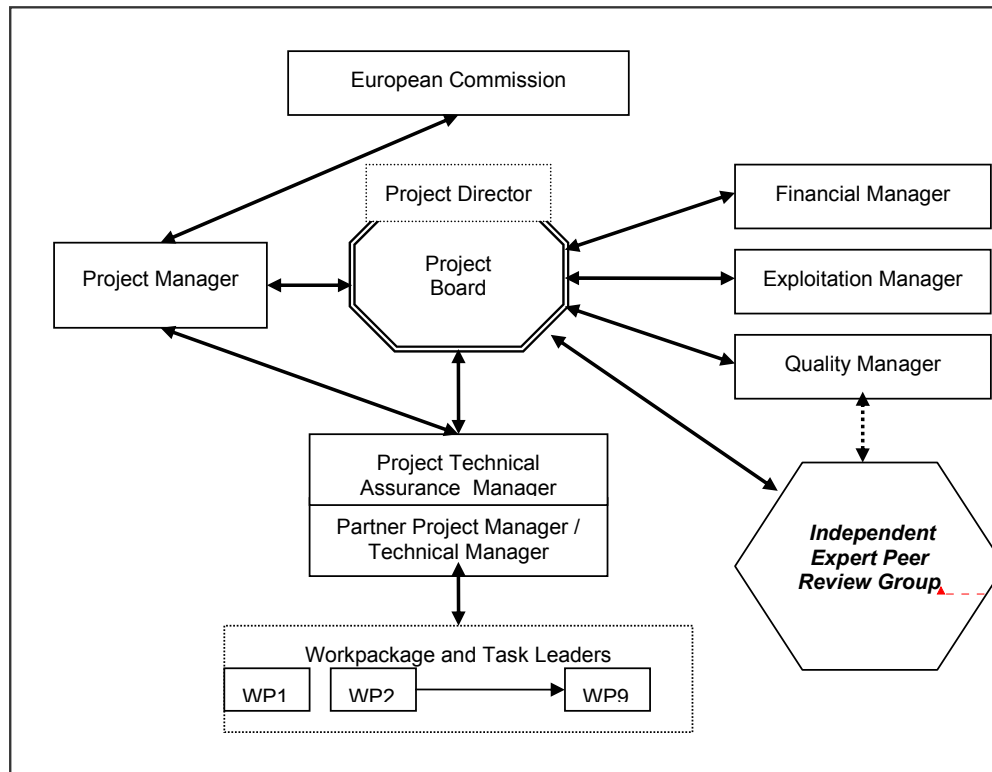 European Commission
Project Director
Financial Manager
Project Manager
Project
Board
Exploitation Manager
Quality Manager
Project Technical
Assurance Manager
Partner Project Manager /
Technical Manager
Independent
Expert Peer
Review Group
Workpackage and Task Leaders
WP1 WP2 WP9